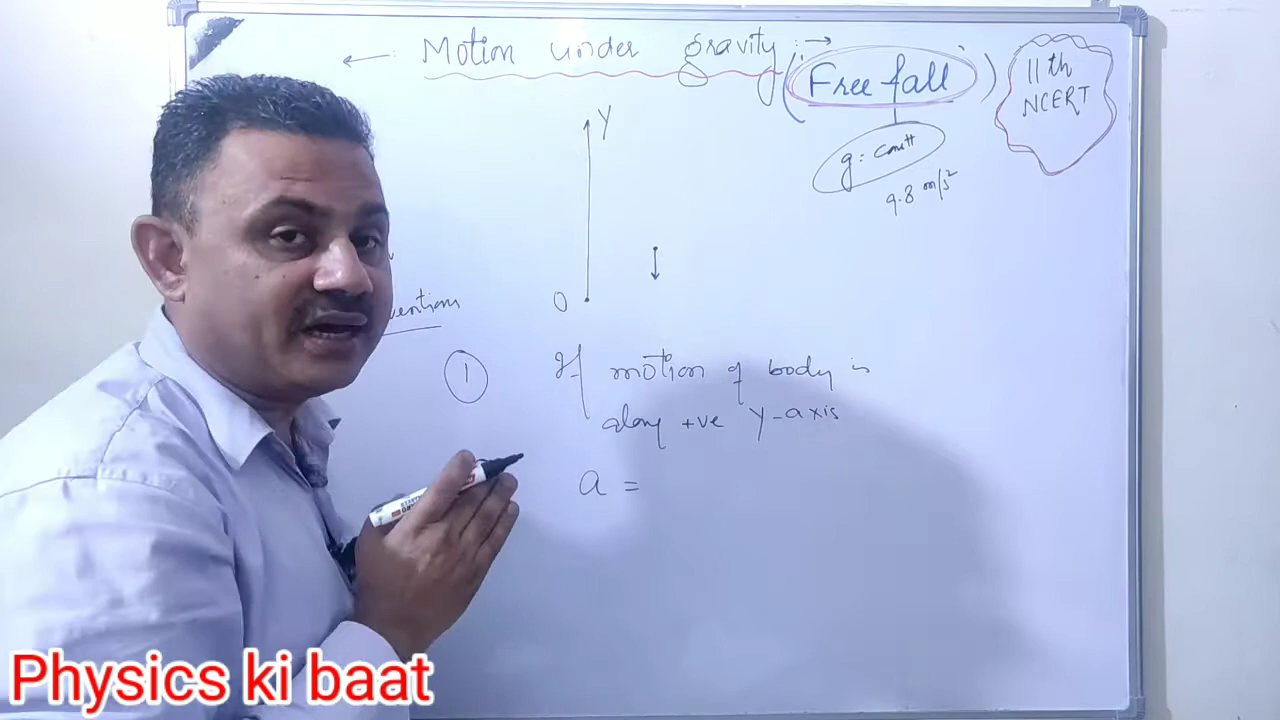 Motion under gravity :→
(Free fall)
11th
NCERT
g = const
9.8 m/s²
Y
O
1
If motion of body is
along +ve Y-axis
a =
Physics ki baat